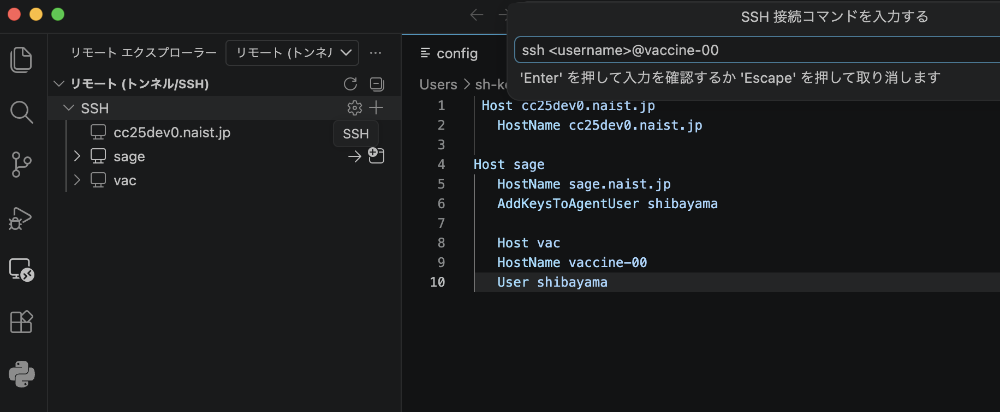 SSH 接続コマンドを入力する
リモート エクスプローラー
リモート (トンネル
config
ssh <username>@vaccine-00
'Enter' を押して入力を確認するか 'Escape' を押して取り消します
リモート (トンネル/SSH)
Users > sh-k
SSH
cc25dev0.naist.jp
SSH
sage
vac
1 Host cc25dev0.naist.jp
2 HostName cc25dev0.naist.jp
3
4 Host sage
5 HostName sage.naist.jp
6 AddKeysToAgentUser shibayama
7
8 Host vac
9 HostName vaccine-00
10 User shibayama